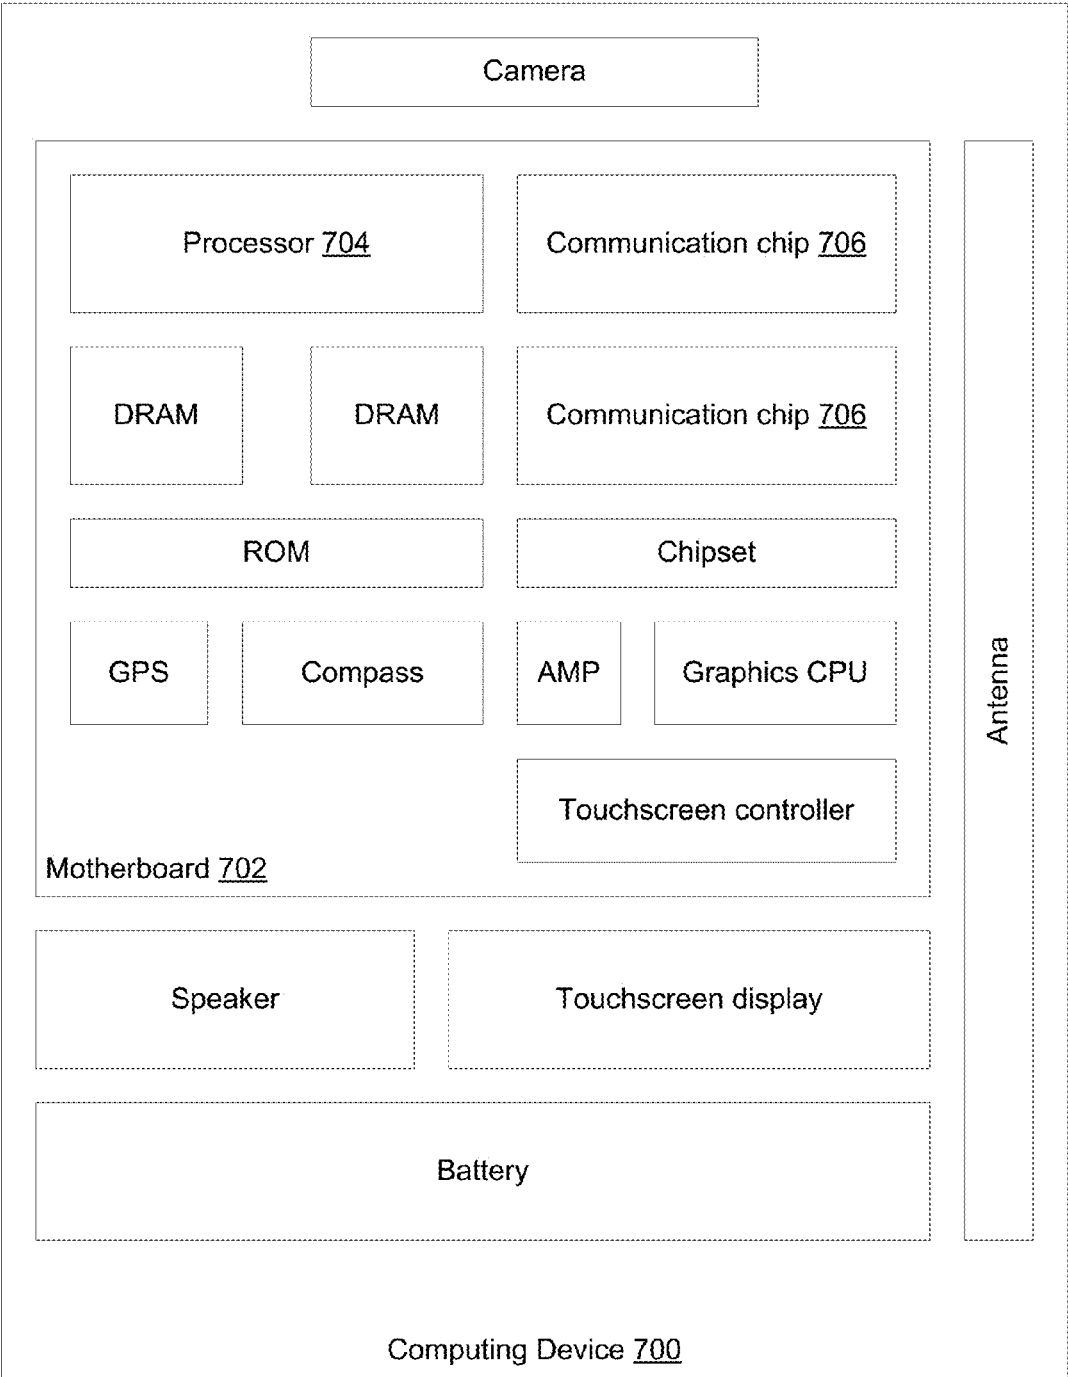 Camera
Processor 704
Communication chip 706
DRAM
DRAM
Communication chip 706
ROM
Chipset
GPS
Compass
AMP
Graphics CPU
Touchscreen controller
Motherboard 702
Antenna
Speaker
Touchscreen display
Battery
Computing Device 700